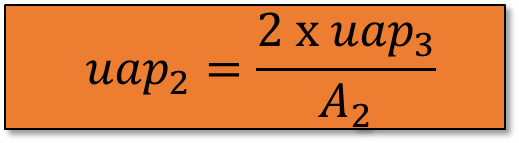 uap₂ = 2 x uap₃ / A₂